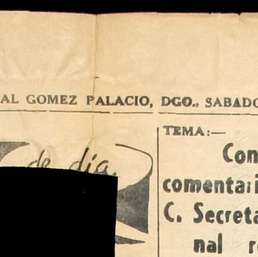 AL GOMEZ PALACIO, DGO., SABADO
de dia
TEMA:—
Con
comentari
C. Secreta
nal r